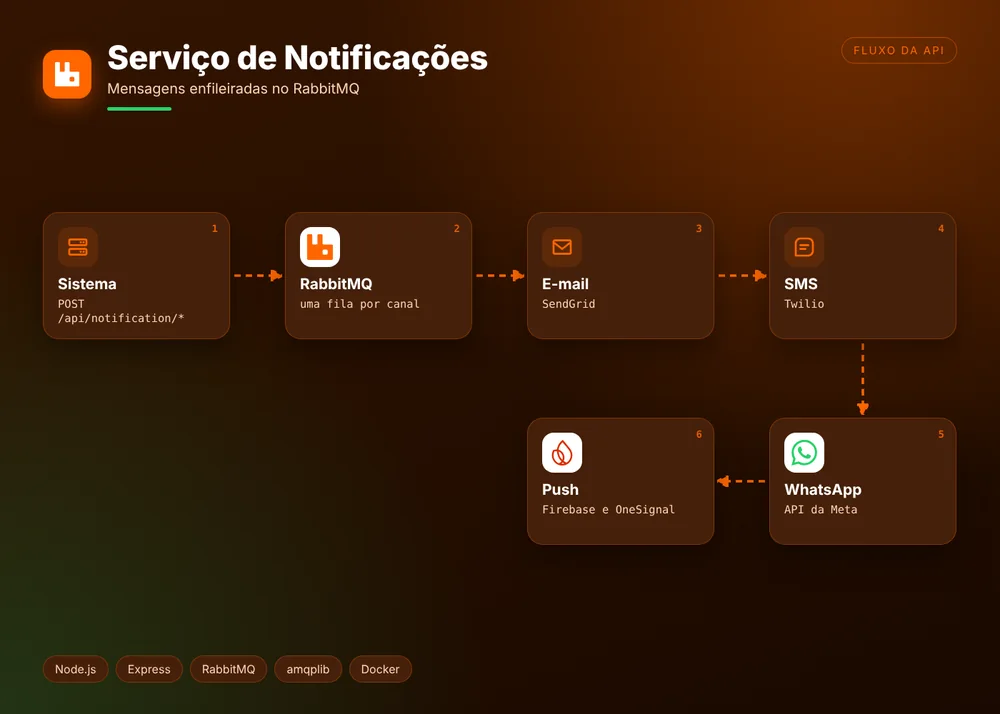 Serviço de Notificações
Mensagens enfileiradas no RabbitMQ
FLUXO DA API
1
Sistema
POST
/api/notification/*
2
RabbitMQ
uma fila por canal
3
E-mail
SendGrid
4
SMS
Twilio
5
WhatsApp
API da Meta
6
Push
Firebase e OneSignal
Node.js
Express
RabbitMQ
amqplib
Docker